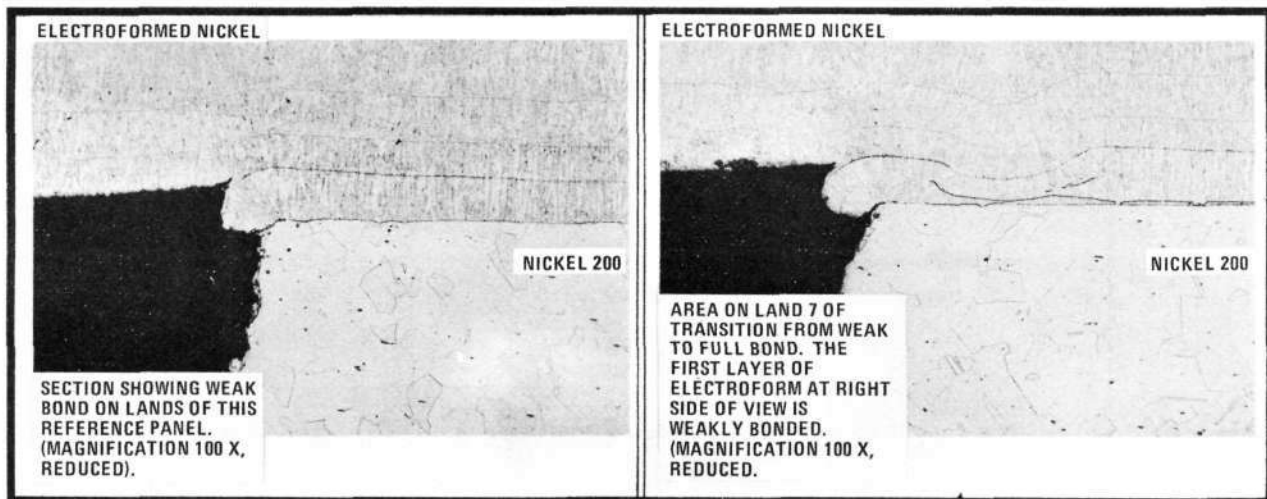 ELECTROFORMED NICKEL
NICKEL 200
SECTION SHOWING WEAK
BOND ON LANDS OF THIS
REFERENCE PANEL.
(MAGNIFICATION 100 X,
REDUCED).
ELECTROFORMED NICKEL
NICKEL 200
AREA ON LAND 7 OF
TRANSITION FROM WEAK
TO FULL BOND. THE
FIRST LAYER OF
ELECTROFORM AT RIGHT
SIDE OF VIEW IS
WEAKLY BONDED.
(MAGNIFICATION 100 X,
REDUCED.